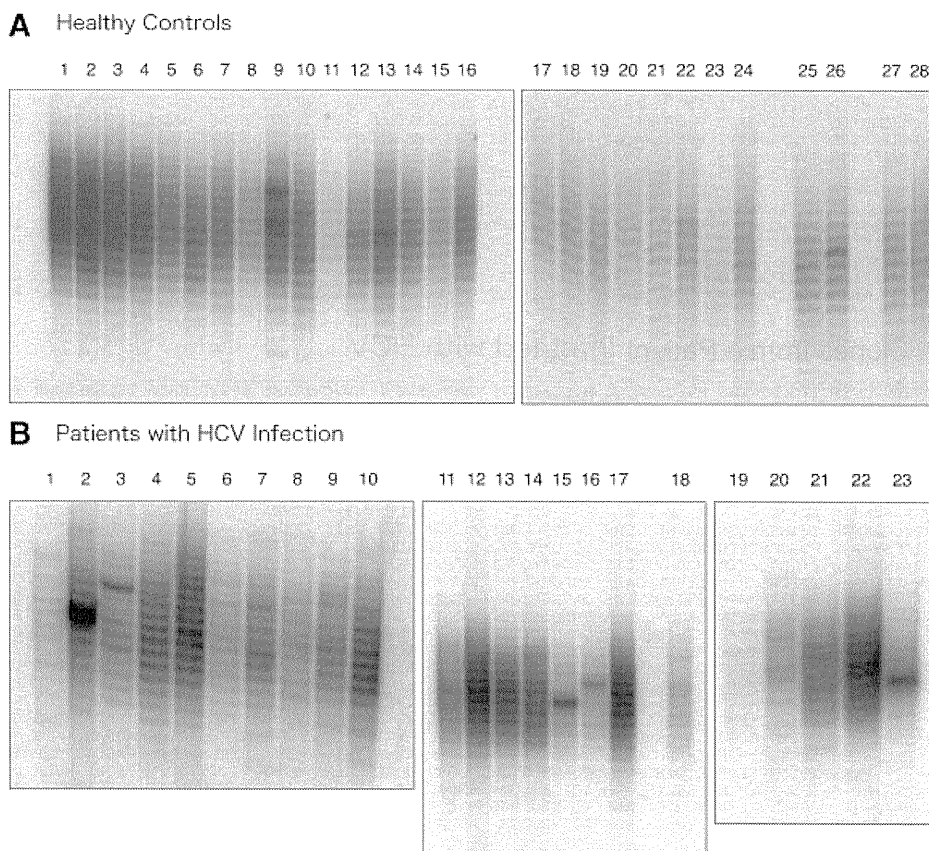 A Healthy Controls
1 2 3 4 5 6 7 8 9 10 11 12 13 14 15 16 17 18 19 20 21 22 23 24 25 26 27 28
B Patients with HCV Infection
1 2 3 4 5 6 7 8 9 10 11 12 13 14 15 16 17 18 19 20 21 22 23